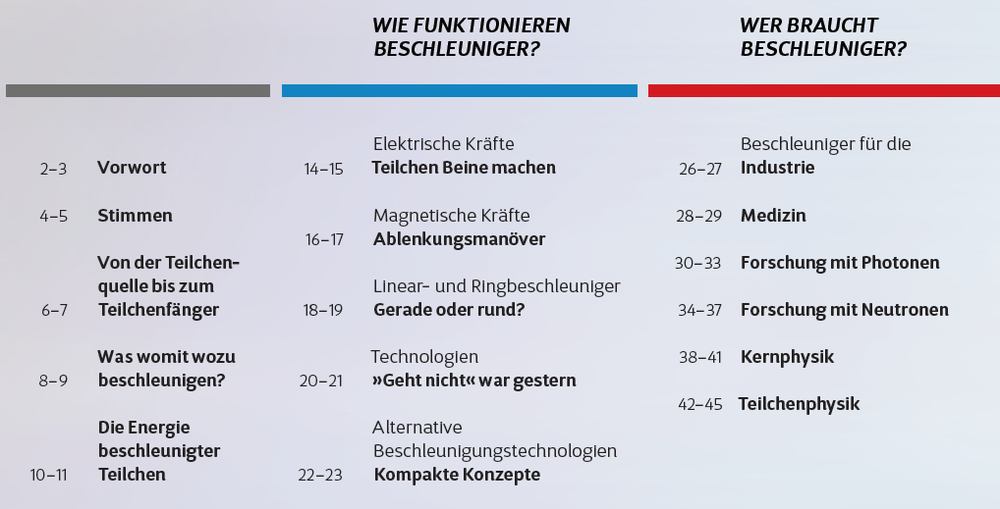 2–3 Vorwort
4–5 Stimmen
Von der Teilchen-
quelle bis zum
6–7 Teilchenfänger
Was womit wozu
8–9 beschleunigen?
Die Energie
beschleunigter
10–11 Teilchen
WIE FUNKTIONIEREN
BESCHLEUNIGER?
Elektrische Kräfte
14–15 Teilchen Beine machen
Magnetische Kräfte
16–17 Ablenkungsmanöver
Linear- und Ringbeschleuniger
18–19 Gerade oder rund?
Technologien
20–21 »Geht nicht« war gestern
Alternative
Beschleunigungstechnologien
22–23 Kompakte Konzepte
WER BRAUCHT
BESCHLEUNIGER?
Beschleuniger für die
26–27 Industrie
28–29 Medizin
30–33 Forschung mit Photonen
34–37 Forschung mit Neutronen
38–41 Kernphysik
42–45 Teilchenphysik